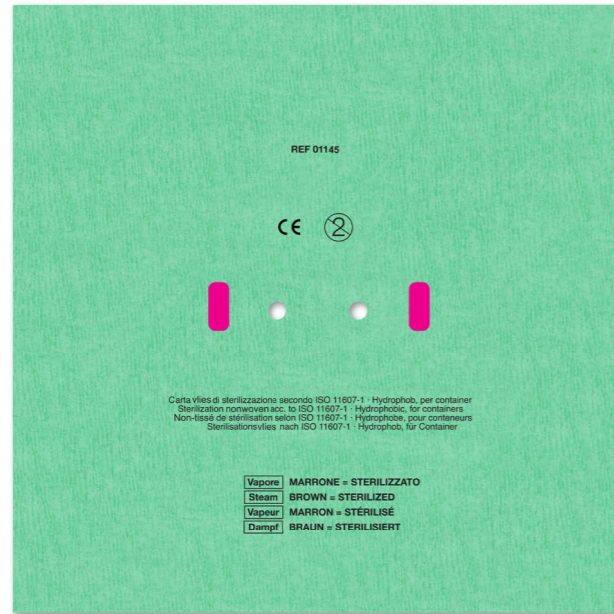 REF 01145
CE 2
Carta vlies di sterilizzazione secondo ISO 11607-1 · Hydrophob, per container
Sterilization nonwoven acc. to ISO 11607-1 · Hydrophobic, for containers
Non-tissé de stérilisation selon ISO 11607-1 · Hydrophobe, pour conteneurs
Sterilisationsvlies nach ISO 11607-1 · Hydrophob, für Container
Vapore MARRONE = STERILIZZATO
Steam BROWN = STERILIZED
Vapeur MARRON = STÉRILISÉ
Dampf BRAUN = STERILISIERT